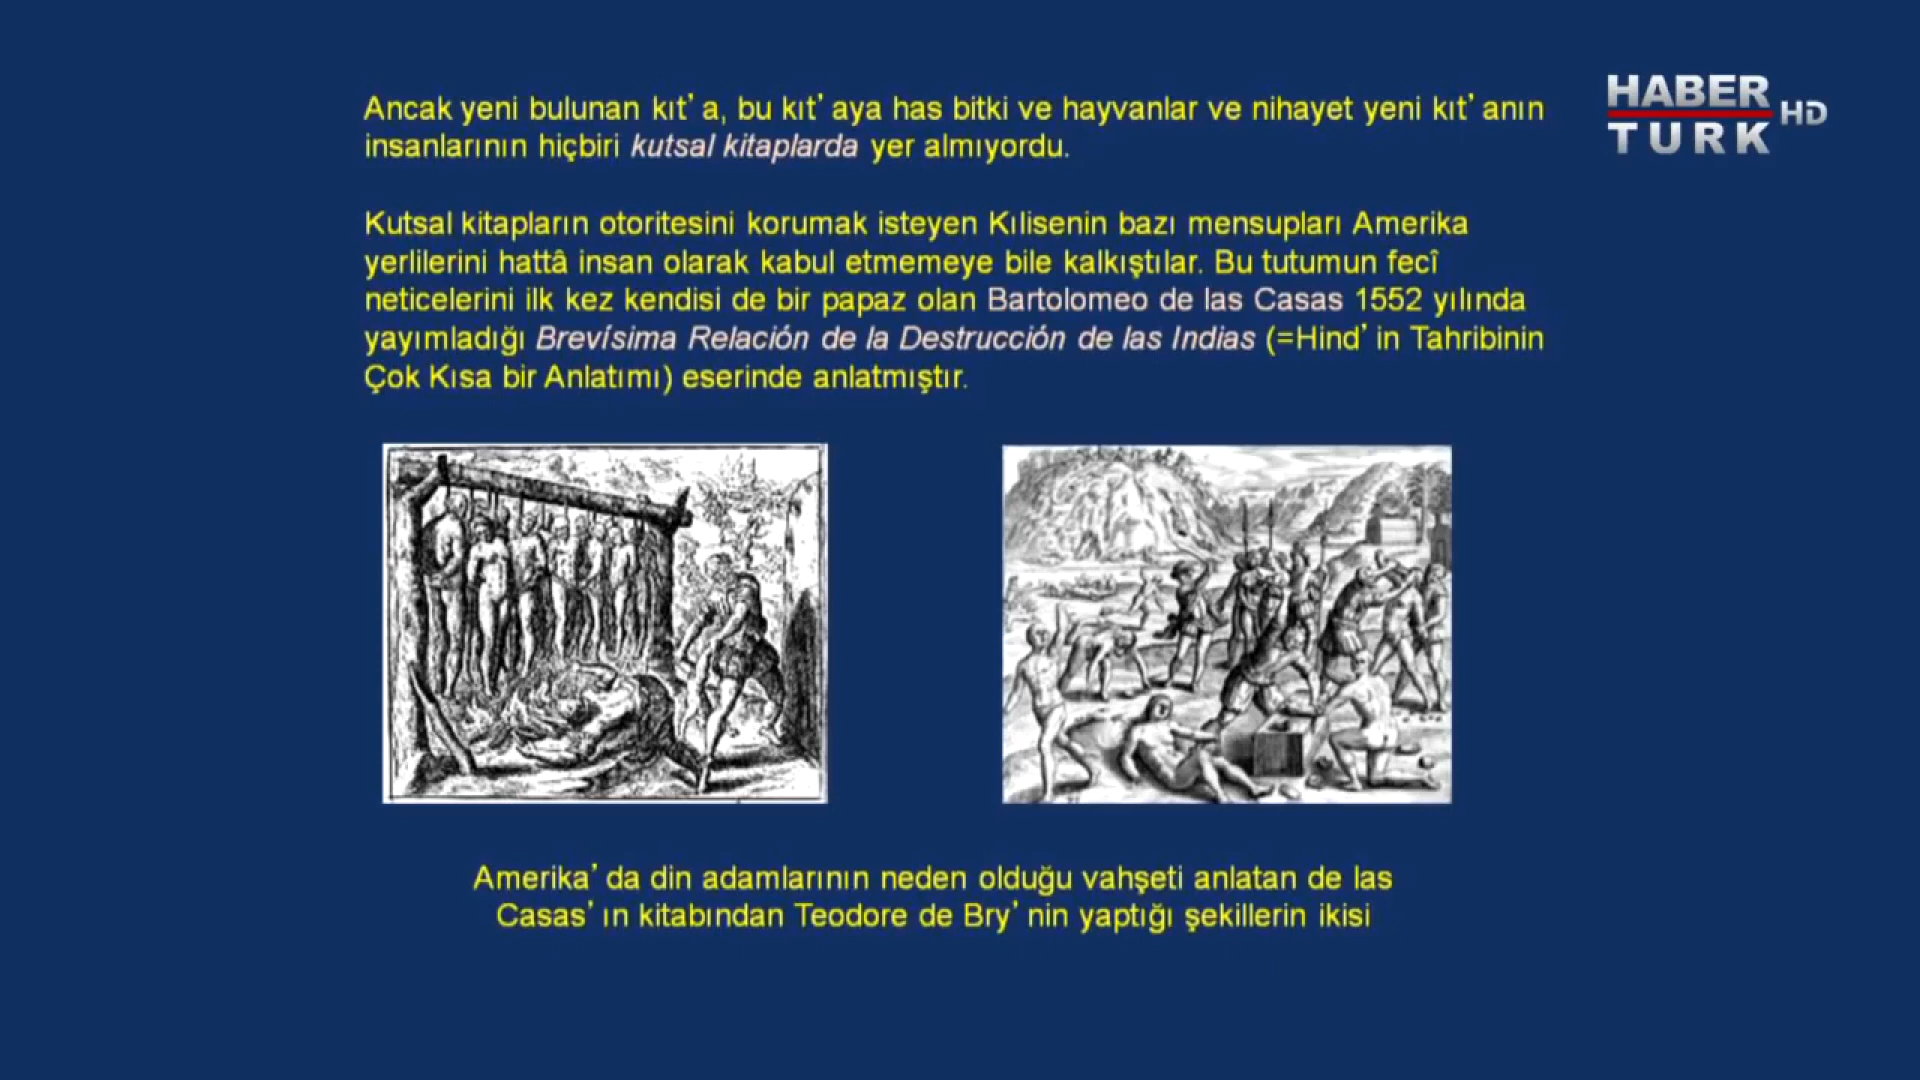 Ancak yeni bulunan kıt’a, bu kıt’aya has bitki ve hayvanlar ve nihayet yeni kıt’anın
insanlarının hiçbiri kutsal kitaplarda yer almıyordu.
HABER
TURK HD
Kutsal kitapların otoritesini korumak isteyen Kılisenin bazı mensupları Amerika
yerlilerini hattâ insan olarak kabul etmemeye bile kalkıştılar. Bu tutumun fecî
neticelerini ilk kez kendisi de bir papaz olan Bartolomeo de las Casas 1552 yılında
yayımladığı Brevísima Relación de la Destrucción de las Indias (=Hind’in Tahribinin
Çok Kısa bir Anlatımı) eserinde anlatmıştır.
Amerika’da din adamlarının neden olduğu vahşeti anlatan de las
Casas’ın kitabından Teodore de Bry’nin yaptığı şekillerin ikisi